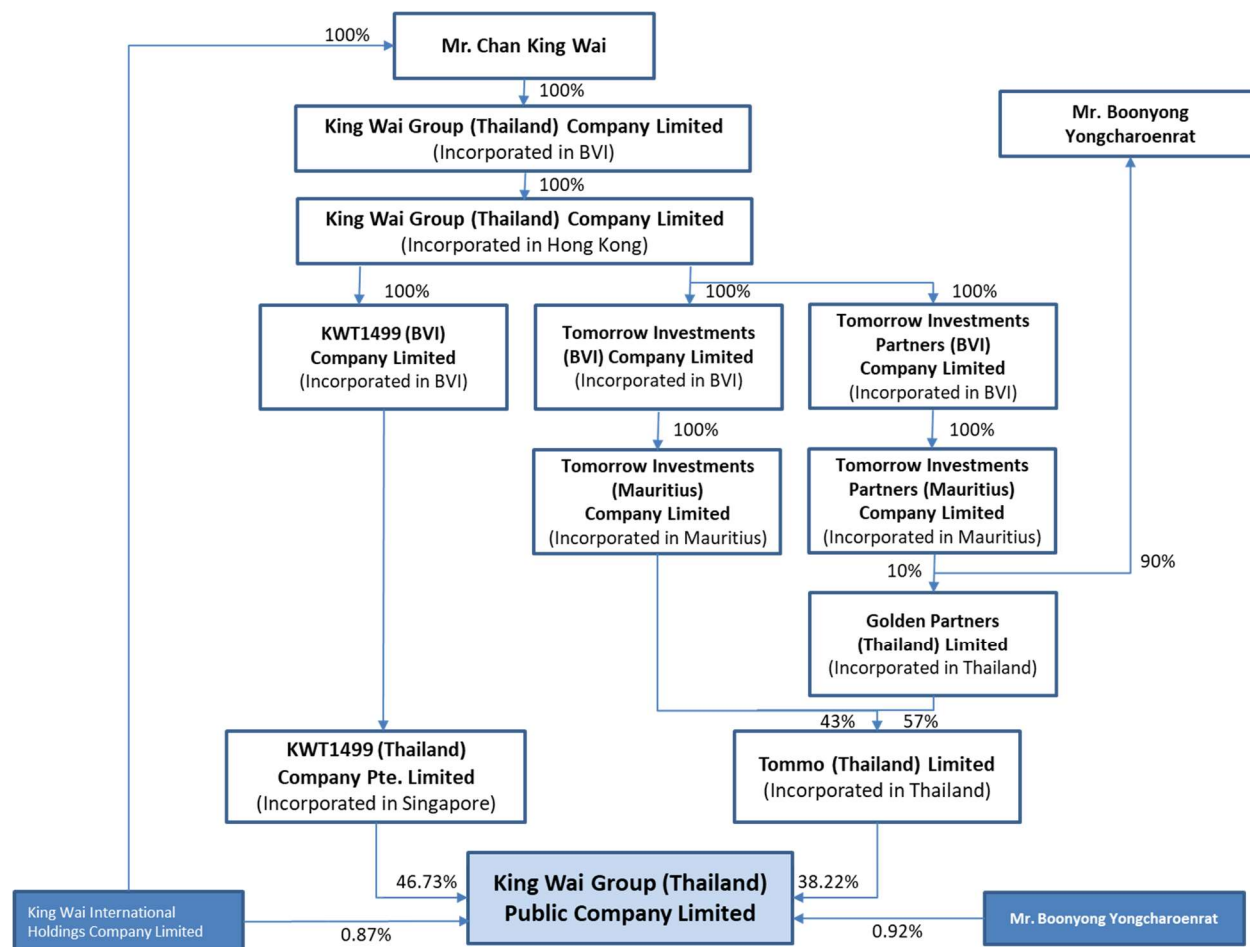 100%
Mr. Chan King Wai
100%
King Wai Group (Thailand) Company Limited
(Incorporated in BVI)
Mr. Boonyong
Yongcharoenrat
100%
King Wai Group (Thailand) Company Limited
(Incorporated in Hong Kong)
100%
100%
100%
KWT1499 (BVI)
Company Limited
(Incorporated in BVI)
Tomorrow Investments
(BVI) Company Limited
(Incorporated in BVI)
Tomorrow Investments
Partners (BVI)
Company Limited
(Incorporated in BVI)
100%
100%
Tomorrow Investments
(Mauritius)
Company Limited
(Incorporated in Mauritius)
Tomorrow Investments
Partners (Mauritius)
Company Limited
(Incorporated in Mauritius)
10%
90%
Golden Partners
(Thailand) Limited
(Incorporated in Thailand)
43%
57%
KWT1499 (Thailand)
Company Pte. Limited
(Incorporated in Singapore)
Tommo (Thailand) Limited
(Incorporated in Thailand)
46.73%
King Wai Group (Thailand)
Public Company Limited
38.22%
King Wai International
Holdings Company Limited
0.87%
0.92%
Mr. Boonyong Yongcharoenrat